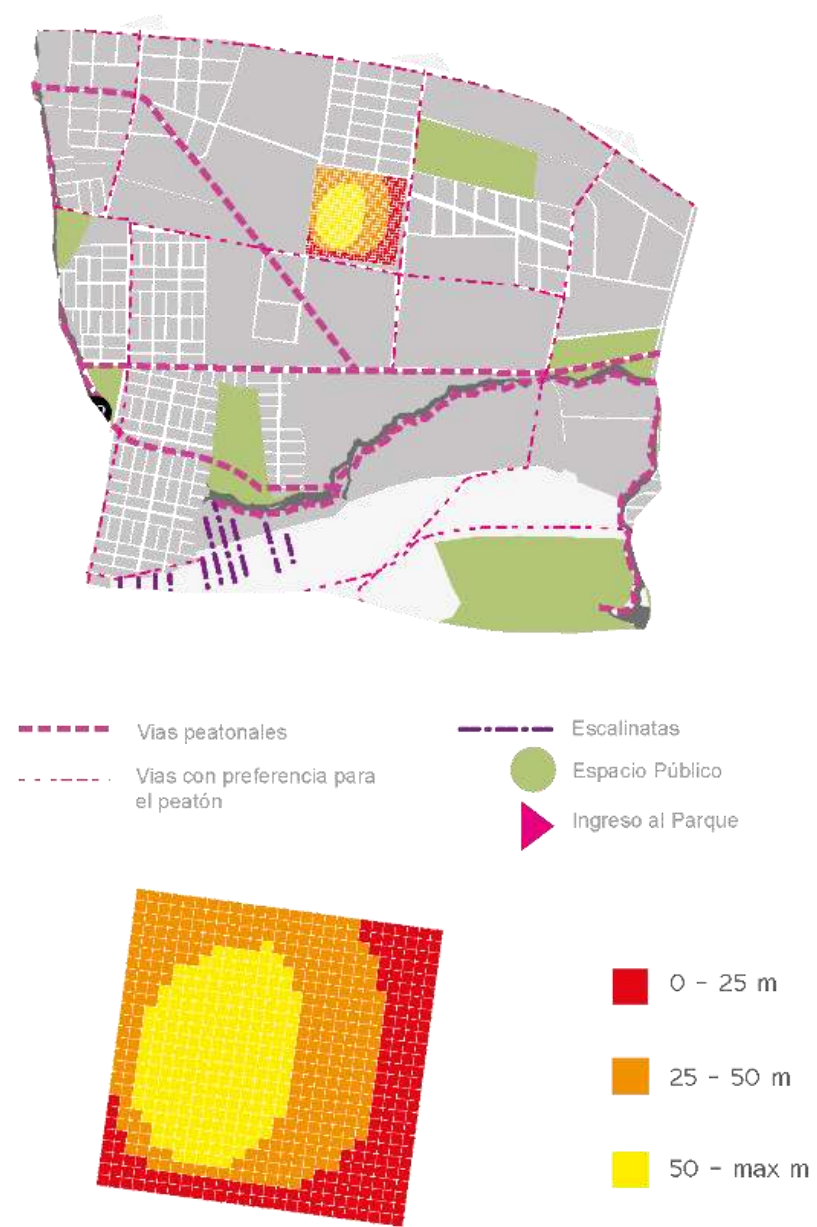 Vias peatonales
Vias con preferencia para
el peatón
Escalinatas
Espacio Público
Ingreso al Parque
0 - 25 m
25 - 50 m
50 - max m